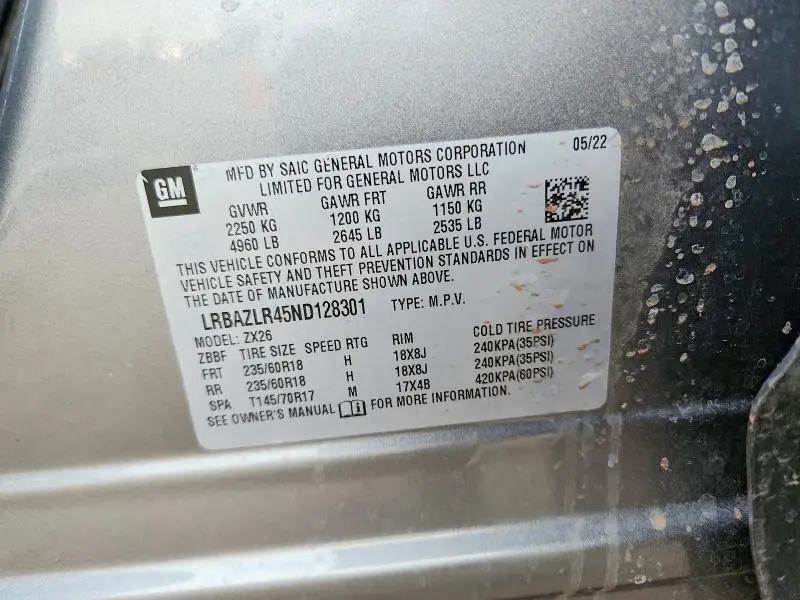 GM ®
MFD BY SAIC GENERAL MOTORS CORPORATION 05/22
LIMITED FOR GENERAL MOTORS LLC
GVWR GAWR FRT GAWR RR
2250 KG 1200 KG 1150 KG
4960 LB 2645 LB 2535 LB
THIS VEHICLE CONFORMS TO ALL APPLICABLE U.S. FEDERAL MOTOR
VEHICLE SAFETY AND THEFT PREVENTION STANDARDS IN EFFECT ON
THE DATE OF MANUFACTURE SHOWN ABOVE.
LRBAZLR45ND128301 TYPE: M.P.V.
MODEL: ZX26
ZBBF TIRE SIZE SPEED RTG RIM COLD TIRE PRESSURE
FRT 235/60R18 H 18X8J 240KPA(35PSI)
RR 235/60R18 H 18X8J 240KPA(35PSI)
SPA T145/70R17 M 17X4B 420KPA(60PSI)
SEE OWNER'S MANUAL FOR MORE INFORMATION.